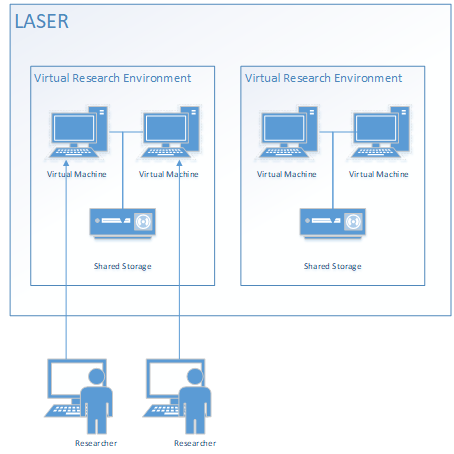 LASER
Virtual Research Environment
Virtual Research Environment
Virtual Machine
Virtual Machine
Virtual Machine
Virtual Machine
Shared Storage
Shared Storage
Researcher
Researcher